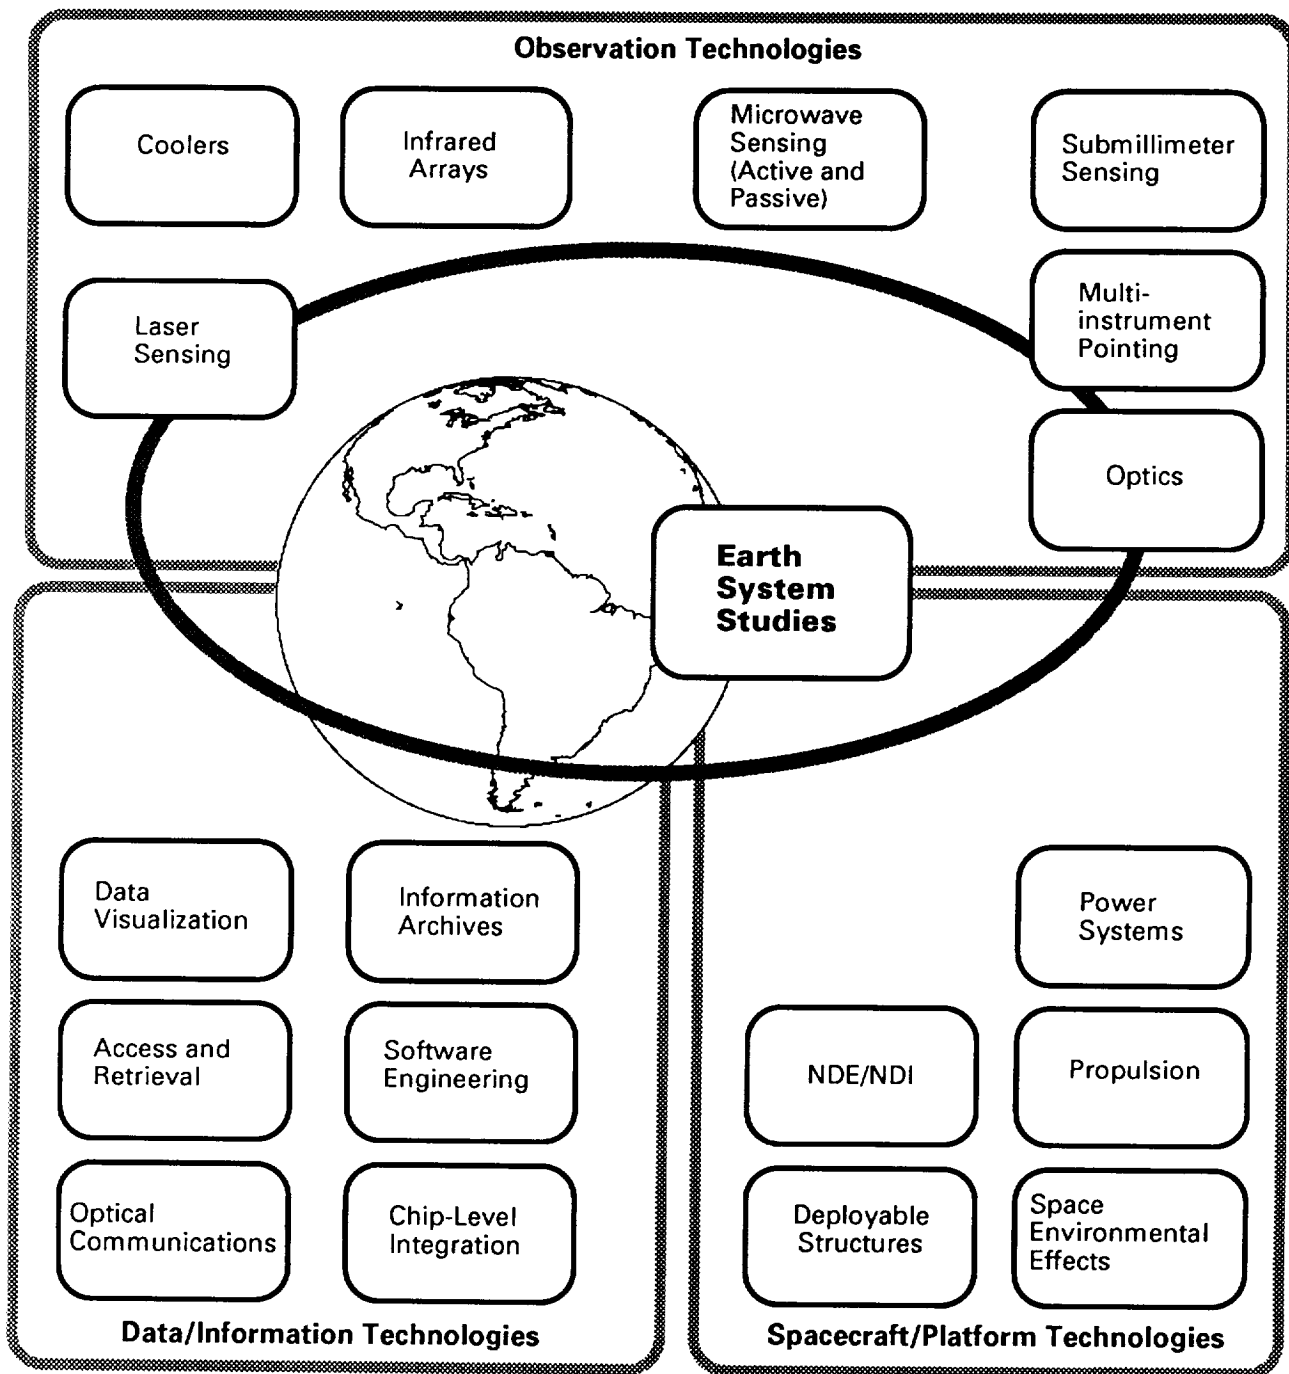 Observation Technologies
Coolers
Infrared
Arrays
Microwave
Sensing
(Active and
Passive)
Submillimeter
Sensing
Laser
Sensing
Multi-
instrument
Pointing
Optics
Earth
System
Studies
Data
Visualization
Information
Archives
Power
Systems
Access and
Retrieval
Software
Engineering
NDE/NDI
Propulsion
Optical
Communications
Chip-Level
Integration
Deployable
Structures
Space
Environmental
Effects
Data/Information Technologies
Spacecraft/Platform Technologies